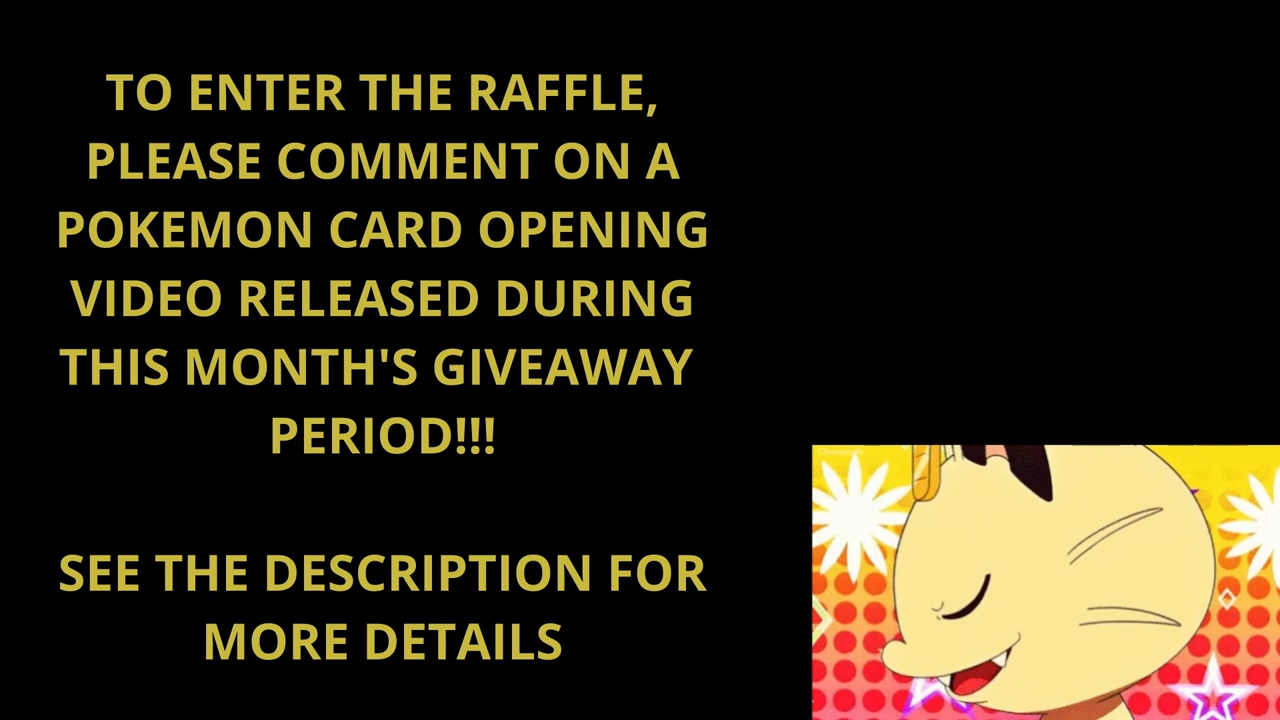 TO ENTER THE RAFFLE,
PLEASE COMMENT ON A
POKEMON CARD OPENING
VIDEO RELEASED DURING
THIS MONTH'S GIVEAWAY
PERIOD!!!
SEE THE DESCRIPTION FOR
MORE DETAILS